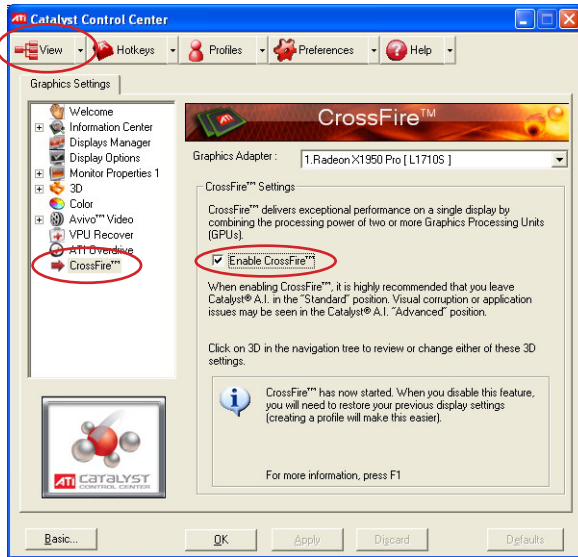 ATI Catalyst Control Center
View Hotkeys Profiles Preferences Help
Graphics Settings
Welcome
Information Center
Displays Manager
Display Options
Monitor Properties 1
3D
Color
Avivo™ Video
VPU Recover
ATI Overdrive
CrossFire™
ATI CATALYST
CONTROL CENTER
CrossFire™
Graphics Adapter :
1.Radeon X1950 Pro [ L1710S ]
CrossFire™ Settings
CrossFire™ delivers exceptional performance on a single display by
combining the processing power of two or more Graphics Processing Units
(GPUs).
Enable CrossFire™
When enabling CrossFire™, it is highly recommended that you leave
Catalyst® A.I. in the "Standard" position. Visual corruption or application
issues may be seen in the Catalyst® A.I. "Advanced" position.
Click on 3D in the navigation tree to review or change either of these 3D
settings.
CrossFire™ has now started. When you disable this feature,
you will need to restore your previous display settings
(creating a profile will make this easier).
For more information, press F1
Basic... OK Apply Discard Defaults